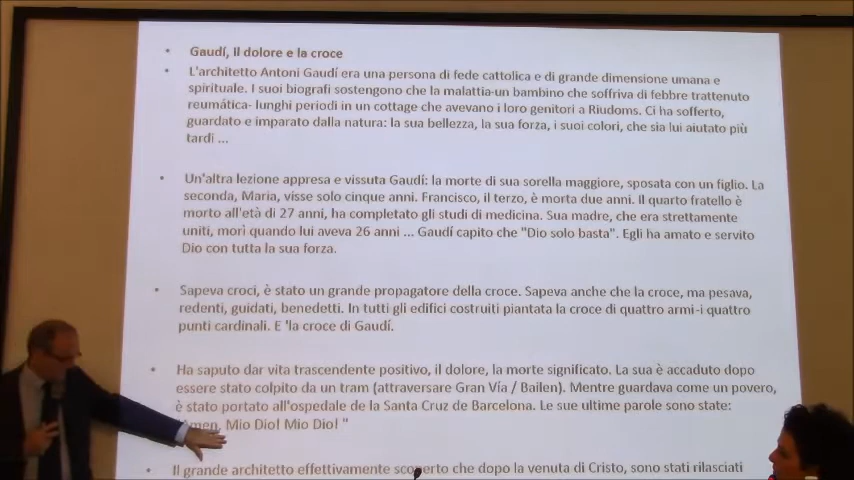 • Gaudí, Il dolore e la croce
• L'architetto Antoni Gaudí era una persona di fede cattolica e di grande dimensione umana e
spirituale. I suoi biografi sostengono che la malattia-un bambino che soffriva di febbre trattenuto
reumática- lunghi periodi in un cottage che avevano i loro genitori a Riudoms. Ci ha sofferto,
guardato e imparato dalla natura: la sua bellezza, la sua forza, i suoi colori, che sia lui aiutato più
tardi ...
• Un'altra lezione appresa e vissuta Gaudí: la morte di sua sorella maggiore, sposata con un figlio. La
seconda, Maria, visse solo cinque anni. Francisco, il terzo, è morta due anni. Il quarto fratello è
morto all'età di 27 anni, ha completato gli studi di medicina. Sua madre, che era strettamente
uniti, morì quando lui aveva 26 anni ... Gaudí capito che "Dio solo basta". Egli ha amato e servito
Dio con tutta la sua forza.
• Sapeva croci, è stato un grande propagatore della croce. Sapeva anche che la croce, ma pesava,
redenti, guidati, benedetti. In tutti gli edifici costruiti piantata la croce di quattro armi-i quattro
punti cardinali. E 'la croce di Gaudí.
• Ha saputo dar vita trascendente positivo, il dolore, la morte significato. La sua è accaduto dopo
essere stato colpito da un tram (attraversare Gran Vía / Bailen). Mentre guardava come un povero,
è stato portato all'ospedale de la Santa Cruz de Barcelona. Le sue ultime parole sono state:
Amen, Mio Dio! Mio Dio! "
• Il grande architetto effettivamente scoperto che dopo la venuta di Cristo, sono stati rilasciati